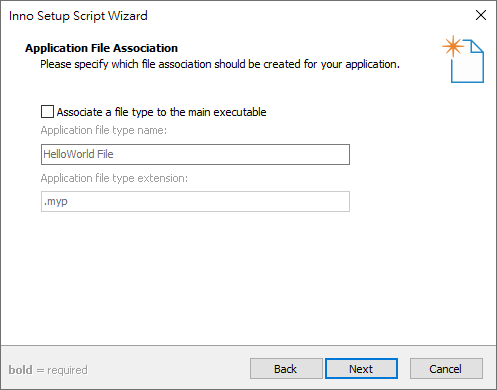 Inno Setup Script Wizard
Application File Association
Please specify which file association should be created for your application.
Associate a file type to the main executable
Application file type name:
HelloWorld File
Application file type extension:
.myp
bold = required
Back
Next
Cancel